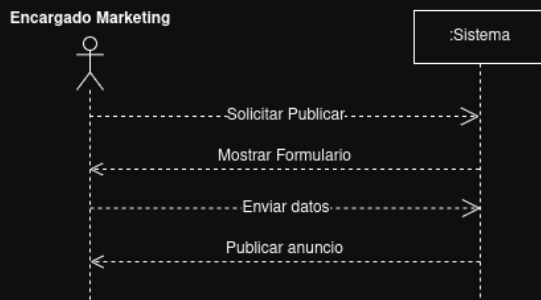 Encargado Marketing
:Sistema
Solicitar Publicar
Mostrar Formulario
Enviar datos
Publicar anuncio